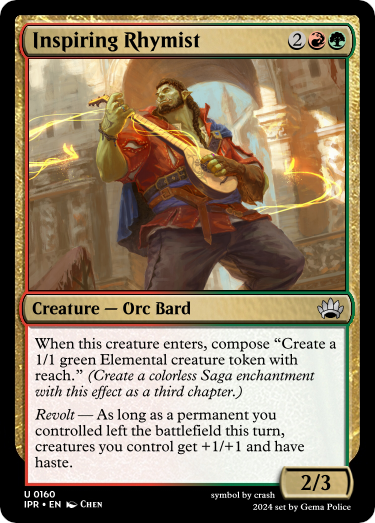 Inspiring Rhymist 2
Creature — Orc Bard
When this creature enters, compose “Create a
1/1 green Elemental creature token with
reach.” (Create a colorless Saga enchantment
with this effect as a third chapter.)
Revolt — As long as a permanent you
controlled left the battlefield this turn,
creatures you control get +1/+1 and have
haste.
2/3
U 0160 symbol by crash
IPR • EN Chen 2024 set by Gema Police